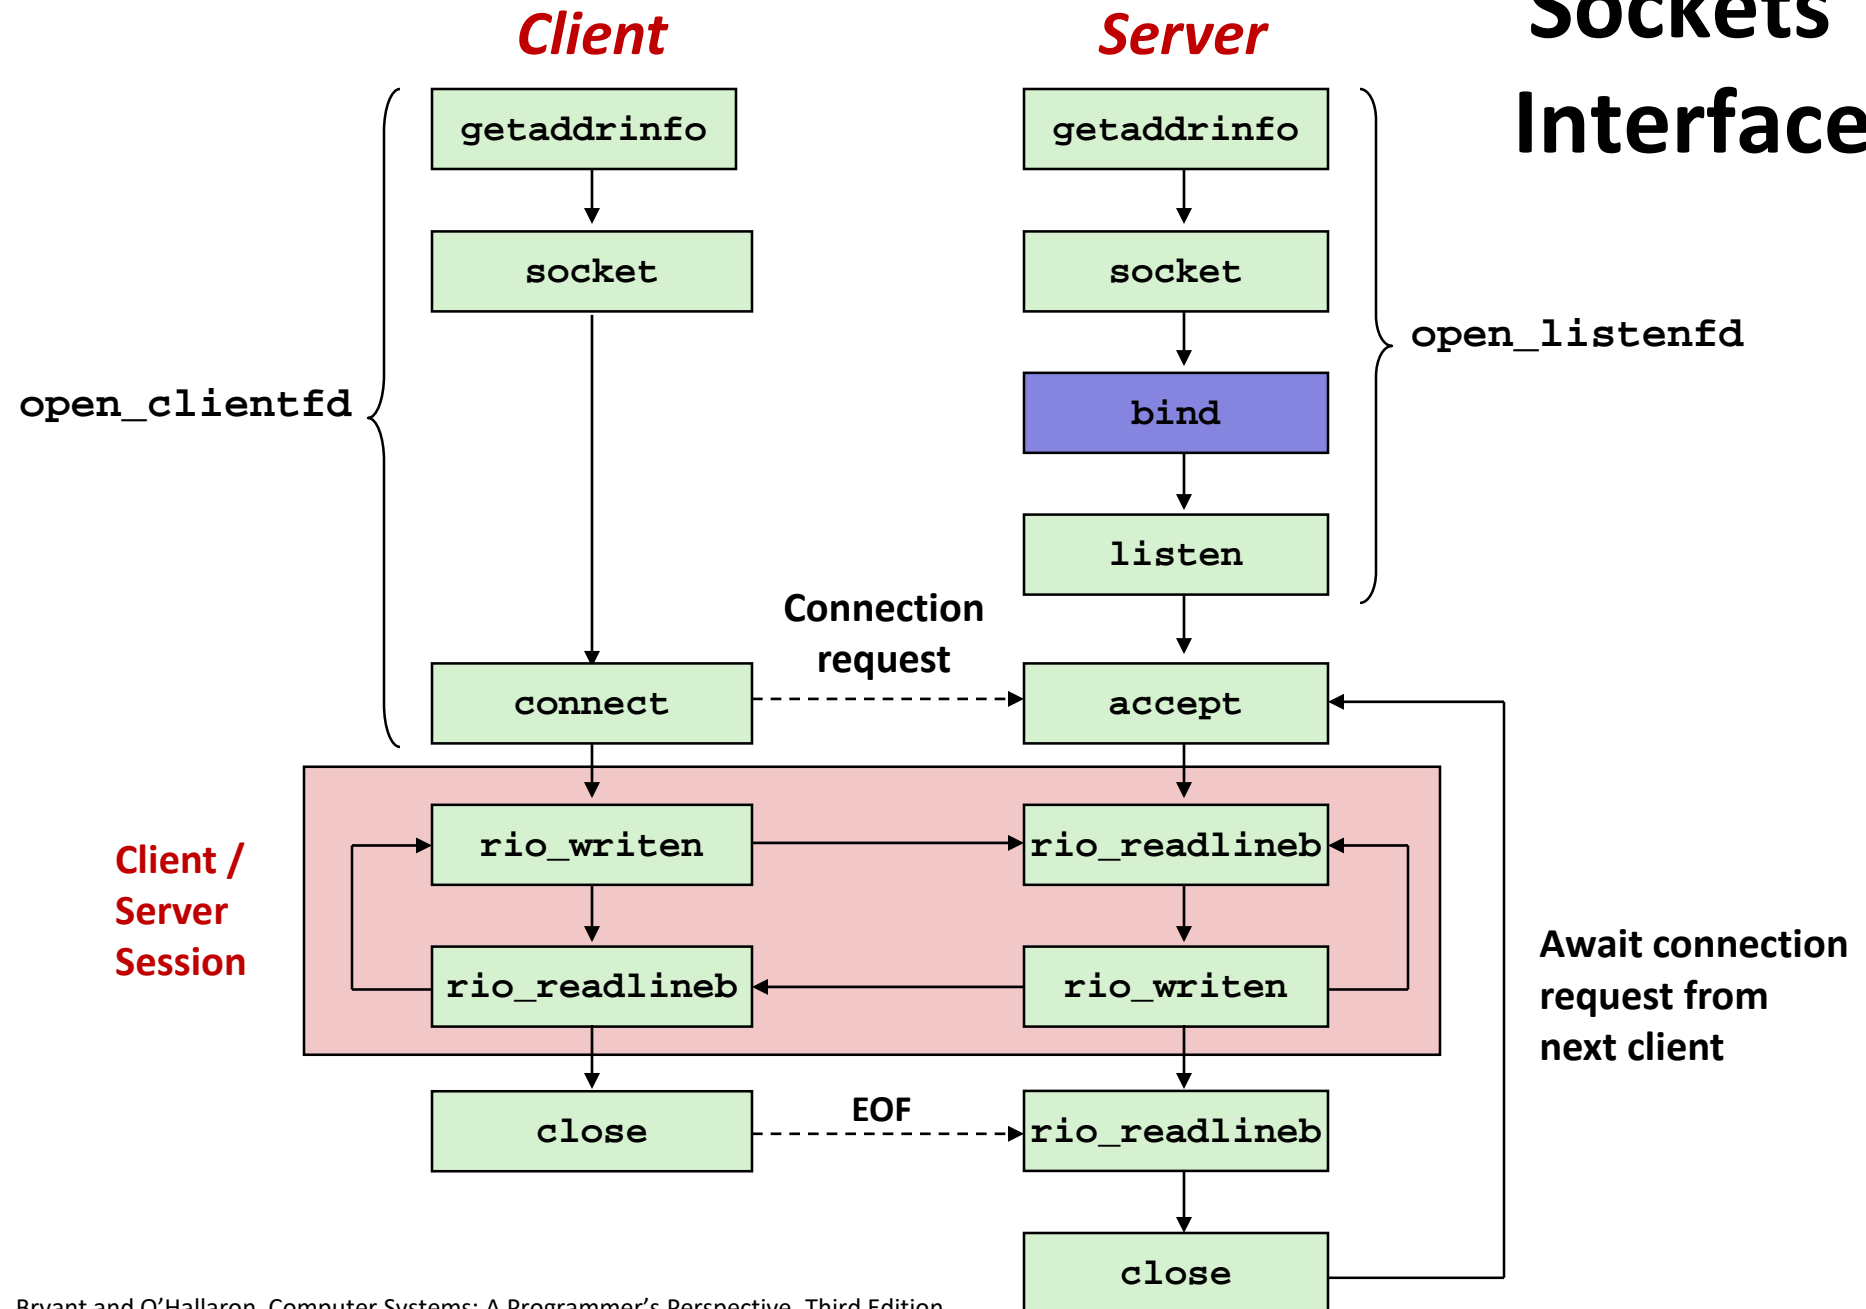 Sockets
Interface
Client
Server
getaddrinfo
getaddrinfo
socket
socket
open_listenfd
open_clientfd
bind
listen
Connection
request
connect
accept
Client /
Server
Session
rio_writen
rio_readlineb
rio_readlineb
rio_writen
Await connection
request from
next client
close
EOF
rio_readlineb
close
Bryant and O'Hallaron, Computer Systems: A Programmer's Perspective, Third Edition